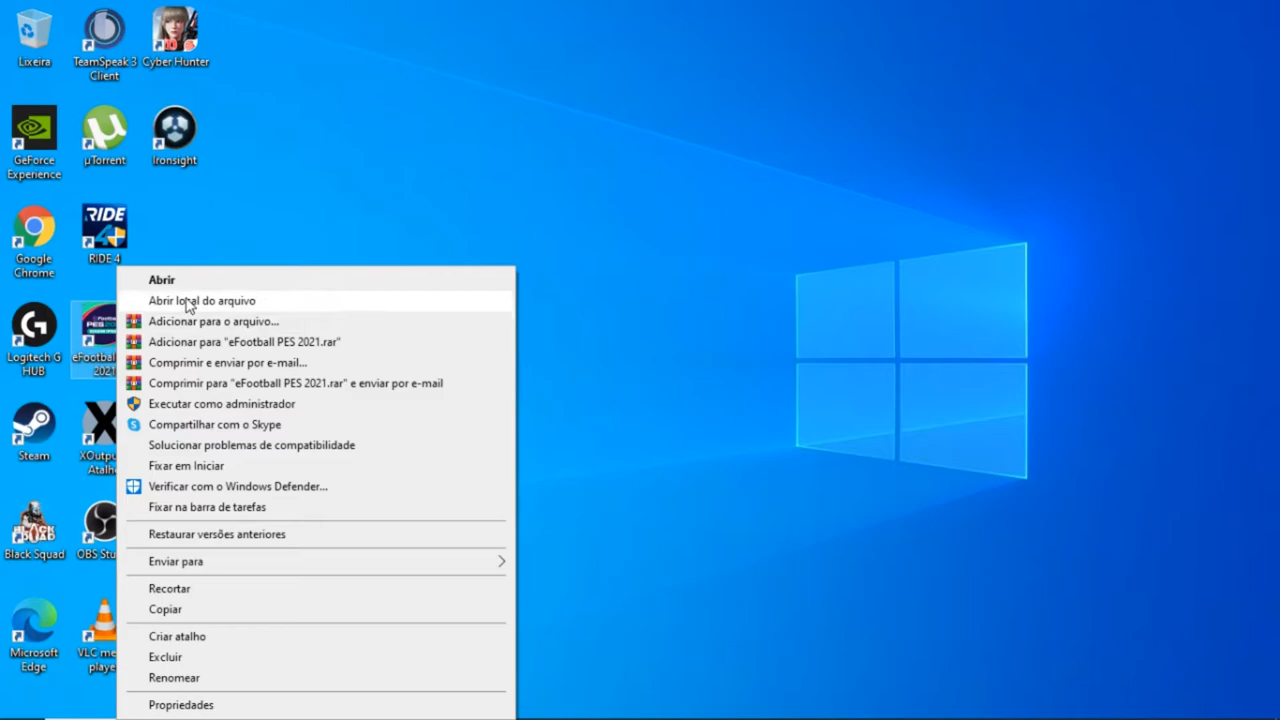 Lixeira
TeamSpeak 3
Client
Cyber Hunter
GeForce
Experience
µTorrent
Ironsight
Google
Chrome
RIDE
4
RIDE 4
Logitech G
HUB
eFootbal
2021
Steam
Atalh
Black Squad
OBS Stu
Microsoft
Edge
VLC me
playe
Abrir
Abrir local do arquivo
Adicionar para o arquivo...
Adicionar para "eFootball PES 2021.rar"
Comprimir e enviar por e-mail...
Comprimir para "eFootball PES 2021.rar" e enviar por e-mail
Executar como administrador
Compartilhar com o Skype
Solucionar problemas de compatibilidade
Fixar em Iniciar
Verificar com o Windows Defender...
Fixar na barra de tarefas
Restaurar versões anteriores
Enviar para
Recortar
Copiar
Criar atalho
Excluir
Renomear
Propriedades